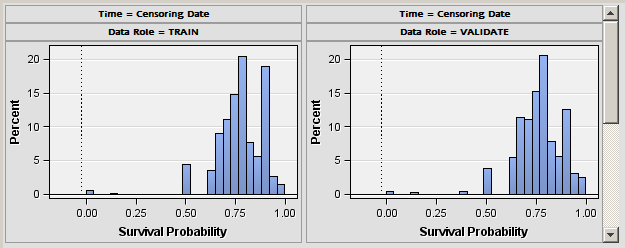 Time = Censoring Date
Data Role = TRAIN
Percent
20
15
10
5
0
0.00 0.25 0.50 0.75 1.00
Survival Probability
Time = Censoring Date
Data Role = VALIDATE
Percent
20
15
10
5
0
0.00 0.25 0.50 0.75 1.00
Survival Probability